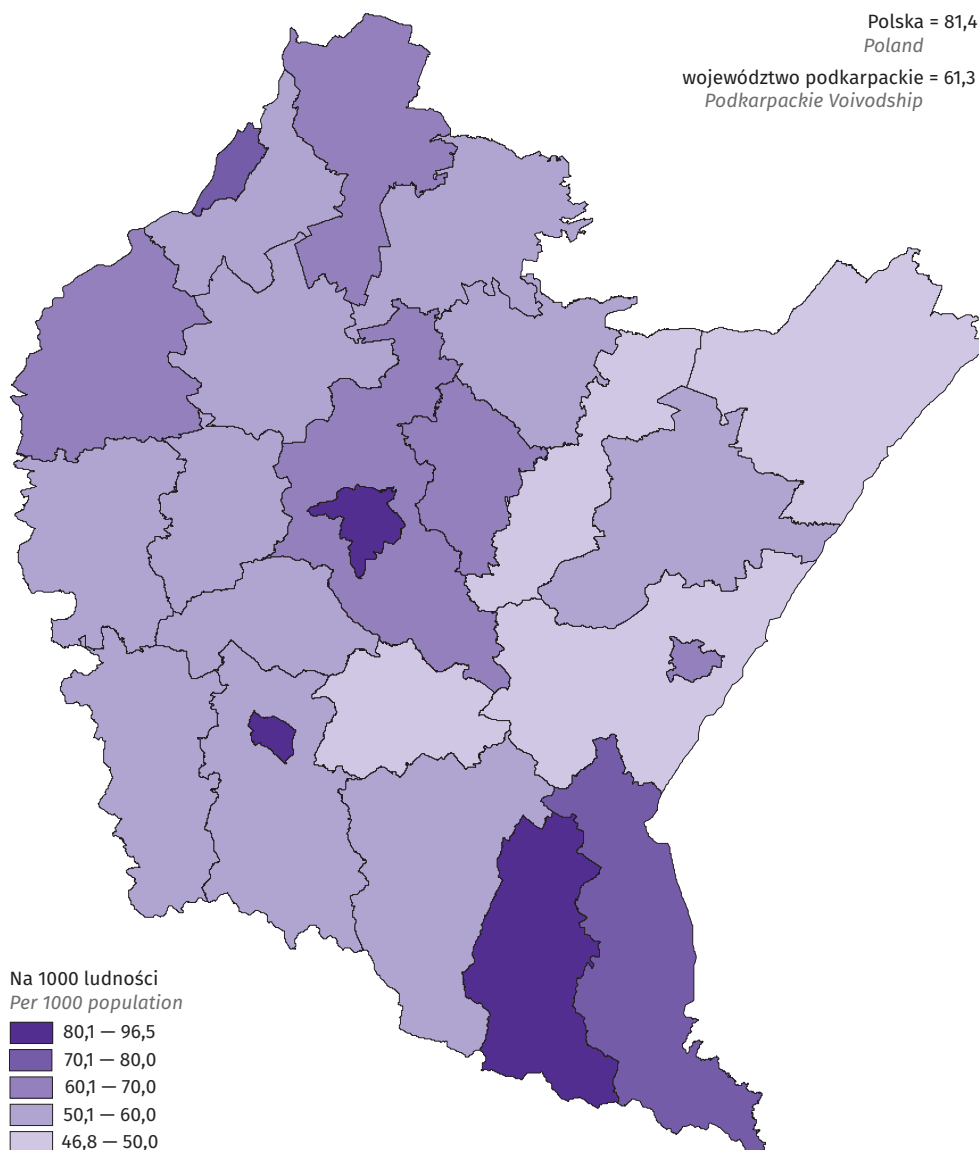 Polska = 81,4
Poland
województwo podkarpackie = 61,3
Podkarpackie Voivodship
Na 1000 ludności
Per 1000 population
80,1 — 96,5
70,1 — 80,0
60,1 — 70,0
50,1 — 60,0
46,8 — 50,0